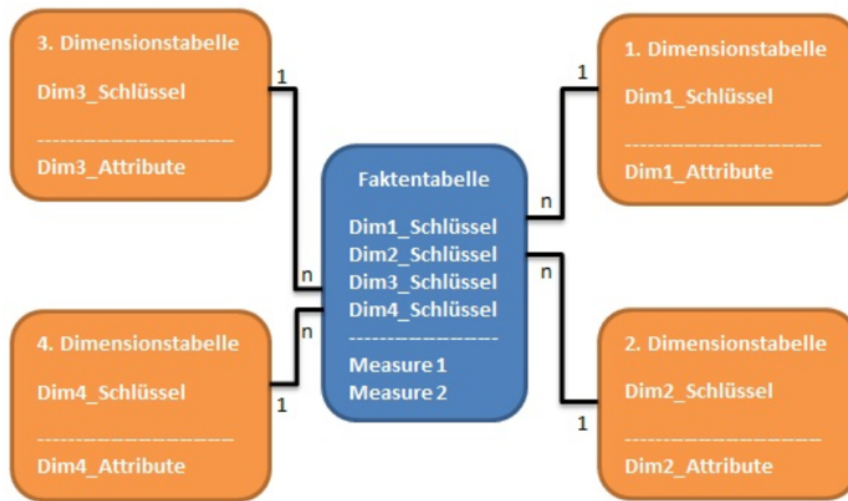 3. Dimensionstabelle
Dim3_Schlüssel
--------------------------------
Dim3_Attribute
1
n
1. Dimensionstabelle
Dim1_Schlüssel
--------------------------------
Dim1_Attribute
1
n
Faktentabelle
Dim1_Schlüssel
Dim2_Schlüssel
Dim3_Schlüssel
Dim4_Schlüssel
------------------------
Measure 1
Measure 2
4. Dimensionstabelle
Dim4_Schlüssel
--------------------------------
Dim4_Attribute
n
1
2. Dimensionstabelle
Dim2_Schlüssel
--------------------------------
Dim2_Attribute
n
1